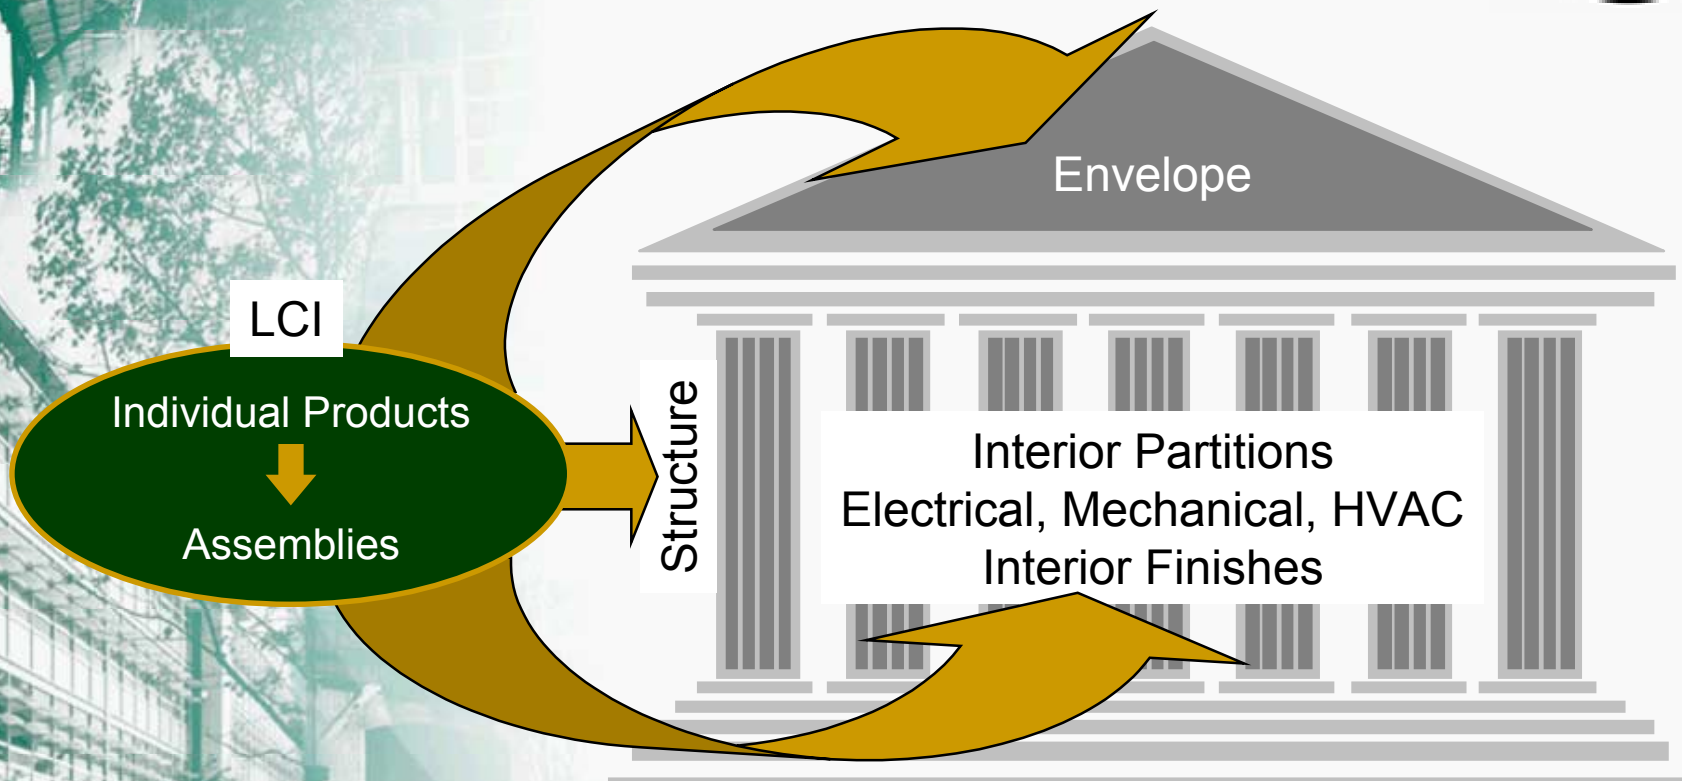 Envelope
LCI
Individual Products
Assemblies
Structure
Interior Partitions
Electrical, Mechanical, HVAC
Interior Finishes